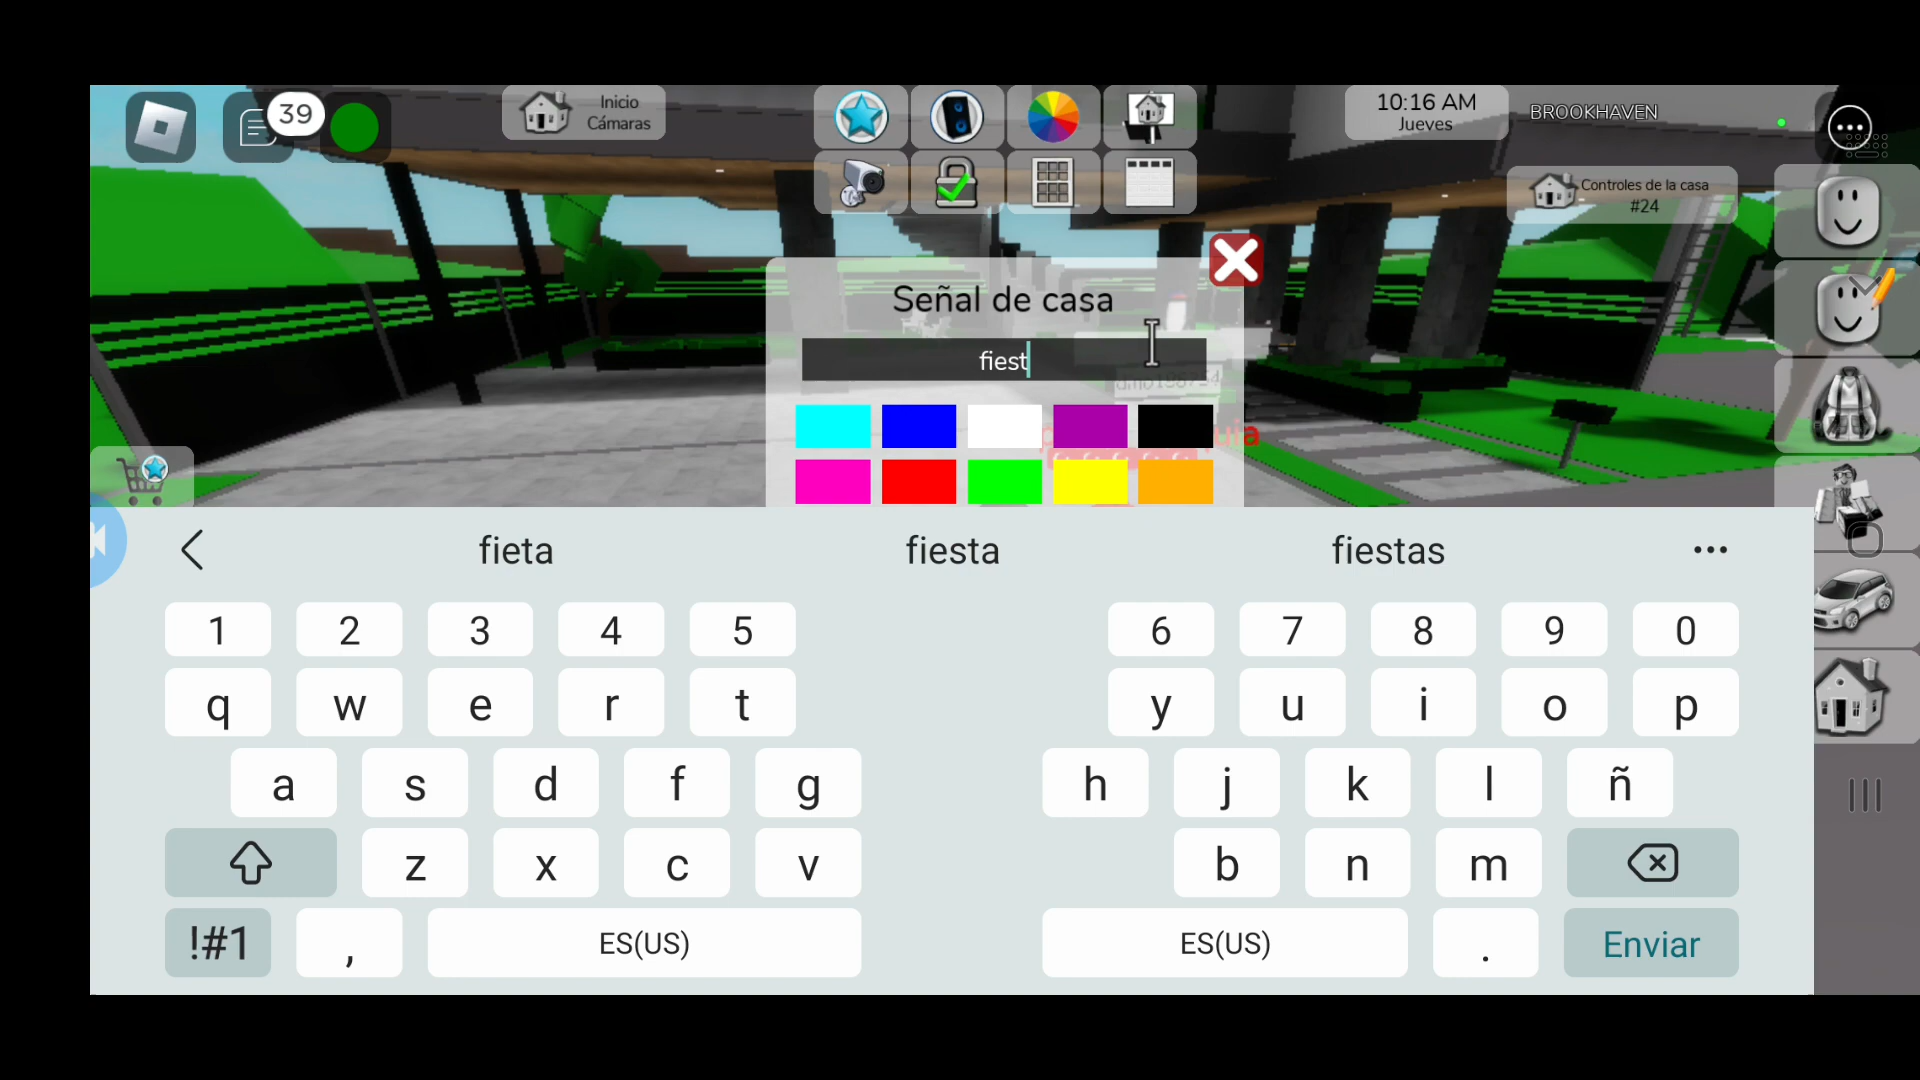 39
Inicio
Cámaras
10:16 AM
Jueves
BROOKHAVEN
Controles de la casa
#24
Señal de casa
fiest
fieta fiesta fiestas
1 2 3 4 5 6 7 8 9 0
q w e r t y u i o p
a s d f g h j k l ñ
z x c v b n m
!#1 , ES(US) ES(US) . Enviar